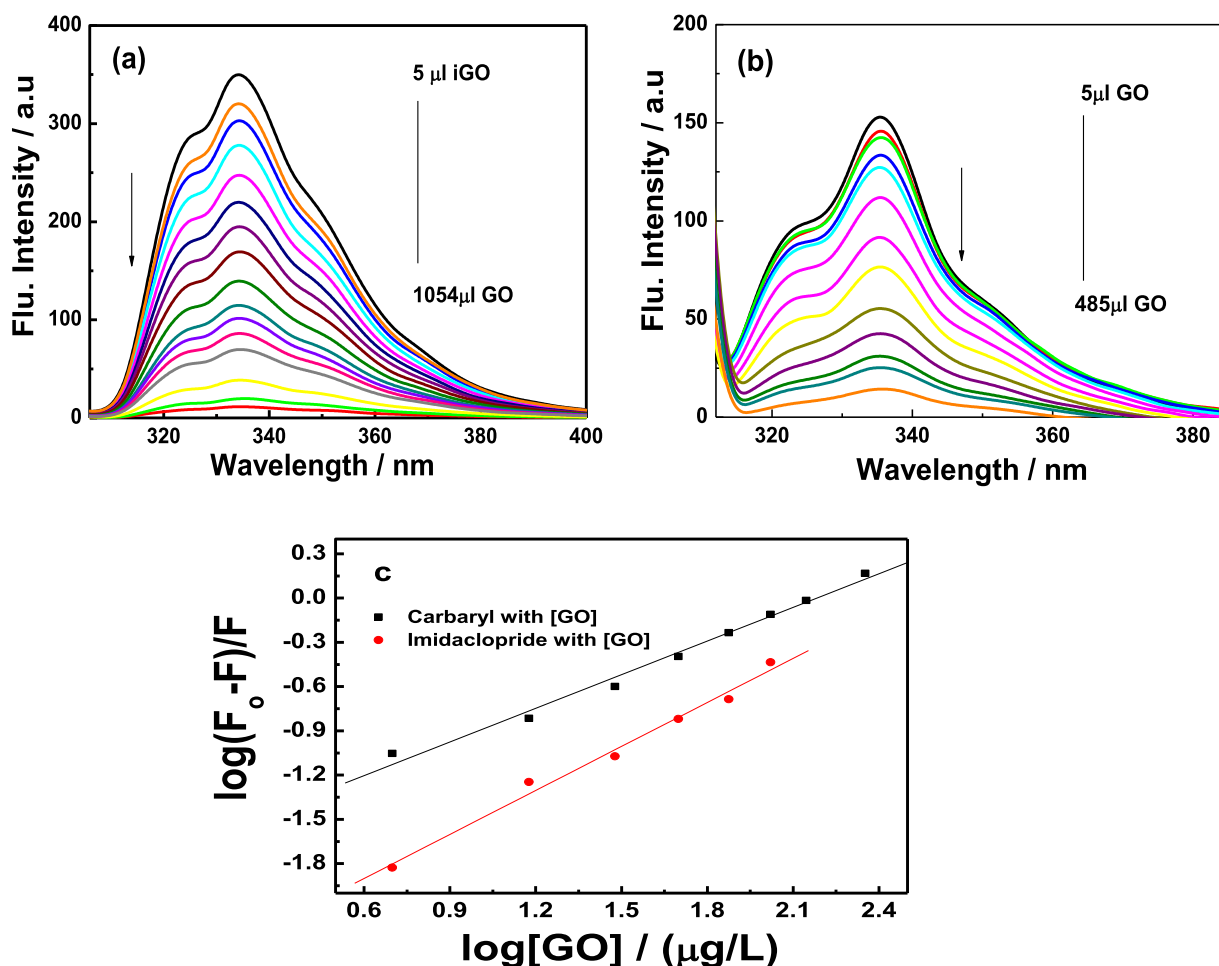 400
300
200
100
0
Flu. Intensity / a.u
(a)
5 μl iGO
1054μl GO
320 340 360 380 400
Wavelength / nm
200
150
100
50
0
Flu. Intensity / a.u
(b)
5μl GO
485μl GO
320 340 360 380
Wavelength / nm
0.3
0.0
-0.3
-0.6
-0.9
-1.2
-1.5
-1.8
log(Fo-F)/F
c
Carbaryl with [GO]
Imidaclopride with [GO]
0.6 0.9 1.2 1.5 1.8 2.1 2.4
log[GO] / (μg/L)